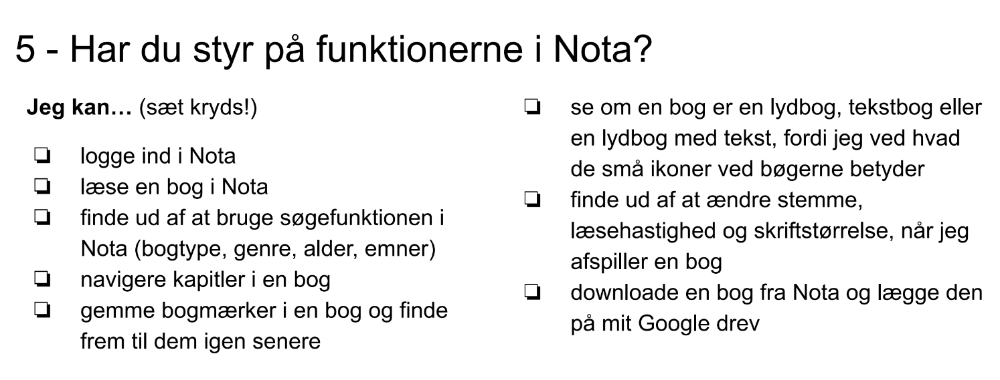 5 - Har du styr på funktionerne i Nota?
Jeg kan… (sæt kryds!)
❏ logge ind i Nota
❏ læse en bog i Nota
❏ finde ud af at bruge søgefunktionen i
Nota (bogtype, genre, alder, emner)
❏ navigere kapitler i en bog
❏ gemme bogmærker i en bog og finde
frem til dem igen senere
❏ se om en bog er en lydbog, tekstbog eller
en lydbog med tekst, fordi jeg ved hvad
de små ikoner ved bøgerne betyder
❏ finde ud af at ændre stemme,
læsehastighed og skriftstørrelse, når jeg
afspiller en bog
❏ downloade en bog fra Nota og lægge den
på mit Google drev